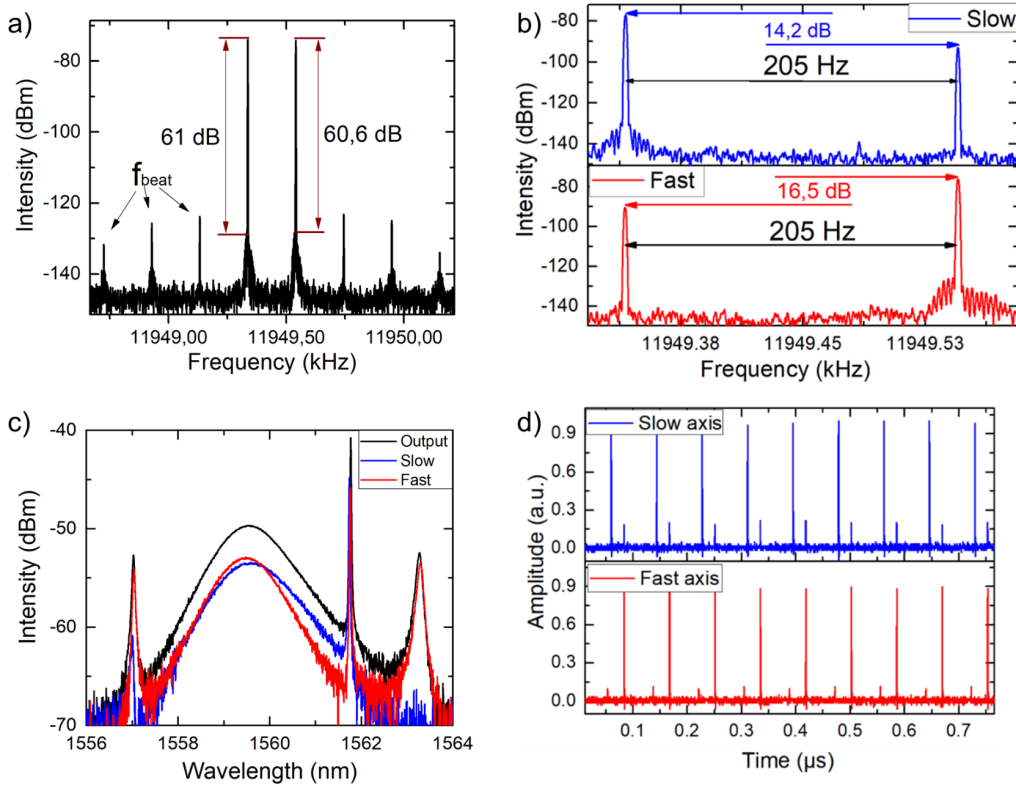 a)
-80
-100
-120
-140
Intensity (dBm)
61 dB
60,6 dB
fbeat
11949,00
11949,50
11950,00
Frequency (kHz)
b)
Slow
-80
-100
-120
-140
14,2 dB
205 Hz
Intensity (dBm)
Fast
-80
-100
-120
-140
16,5 dB
205 Hz
11949.38
11949.45
11949.53
Frequency (kHz)
c)
-40
-50
-60
-70
Intensity (dBm)
Output
Slow
Fast
1556
1558
1560
1562
1564
Wavelength (nm)
d)
Slow axis
0.9
0.6
0.3
0.0
Amplitude (a.u.)
Fast axis
0.9
0.6
0.3
0.0
0.1
0.2
0.3
0.4
0.5
0.6
0.7
Time (µs)